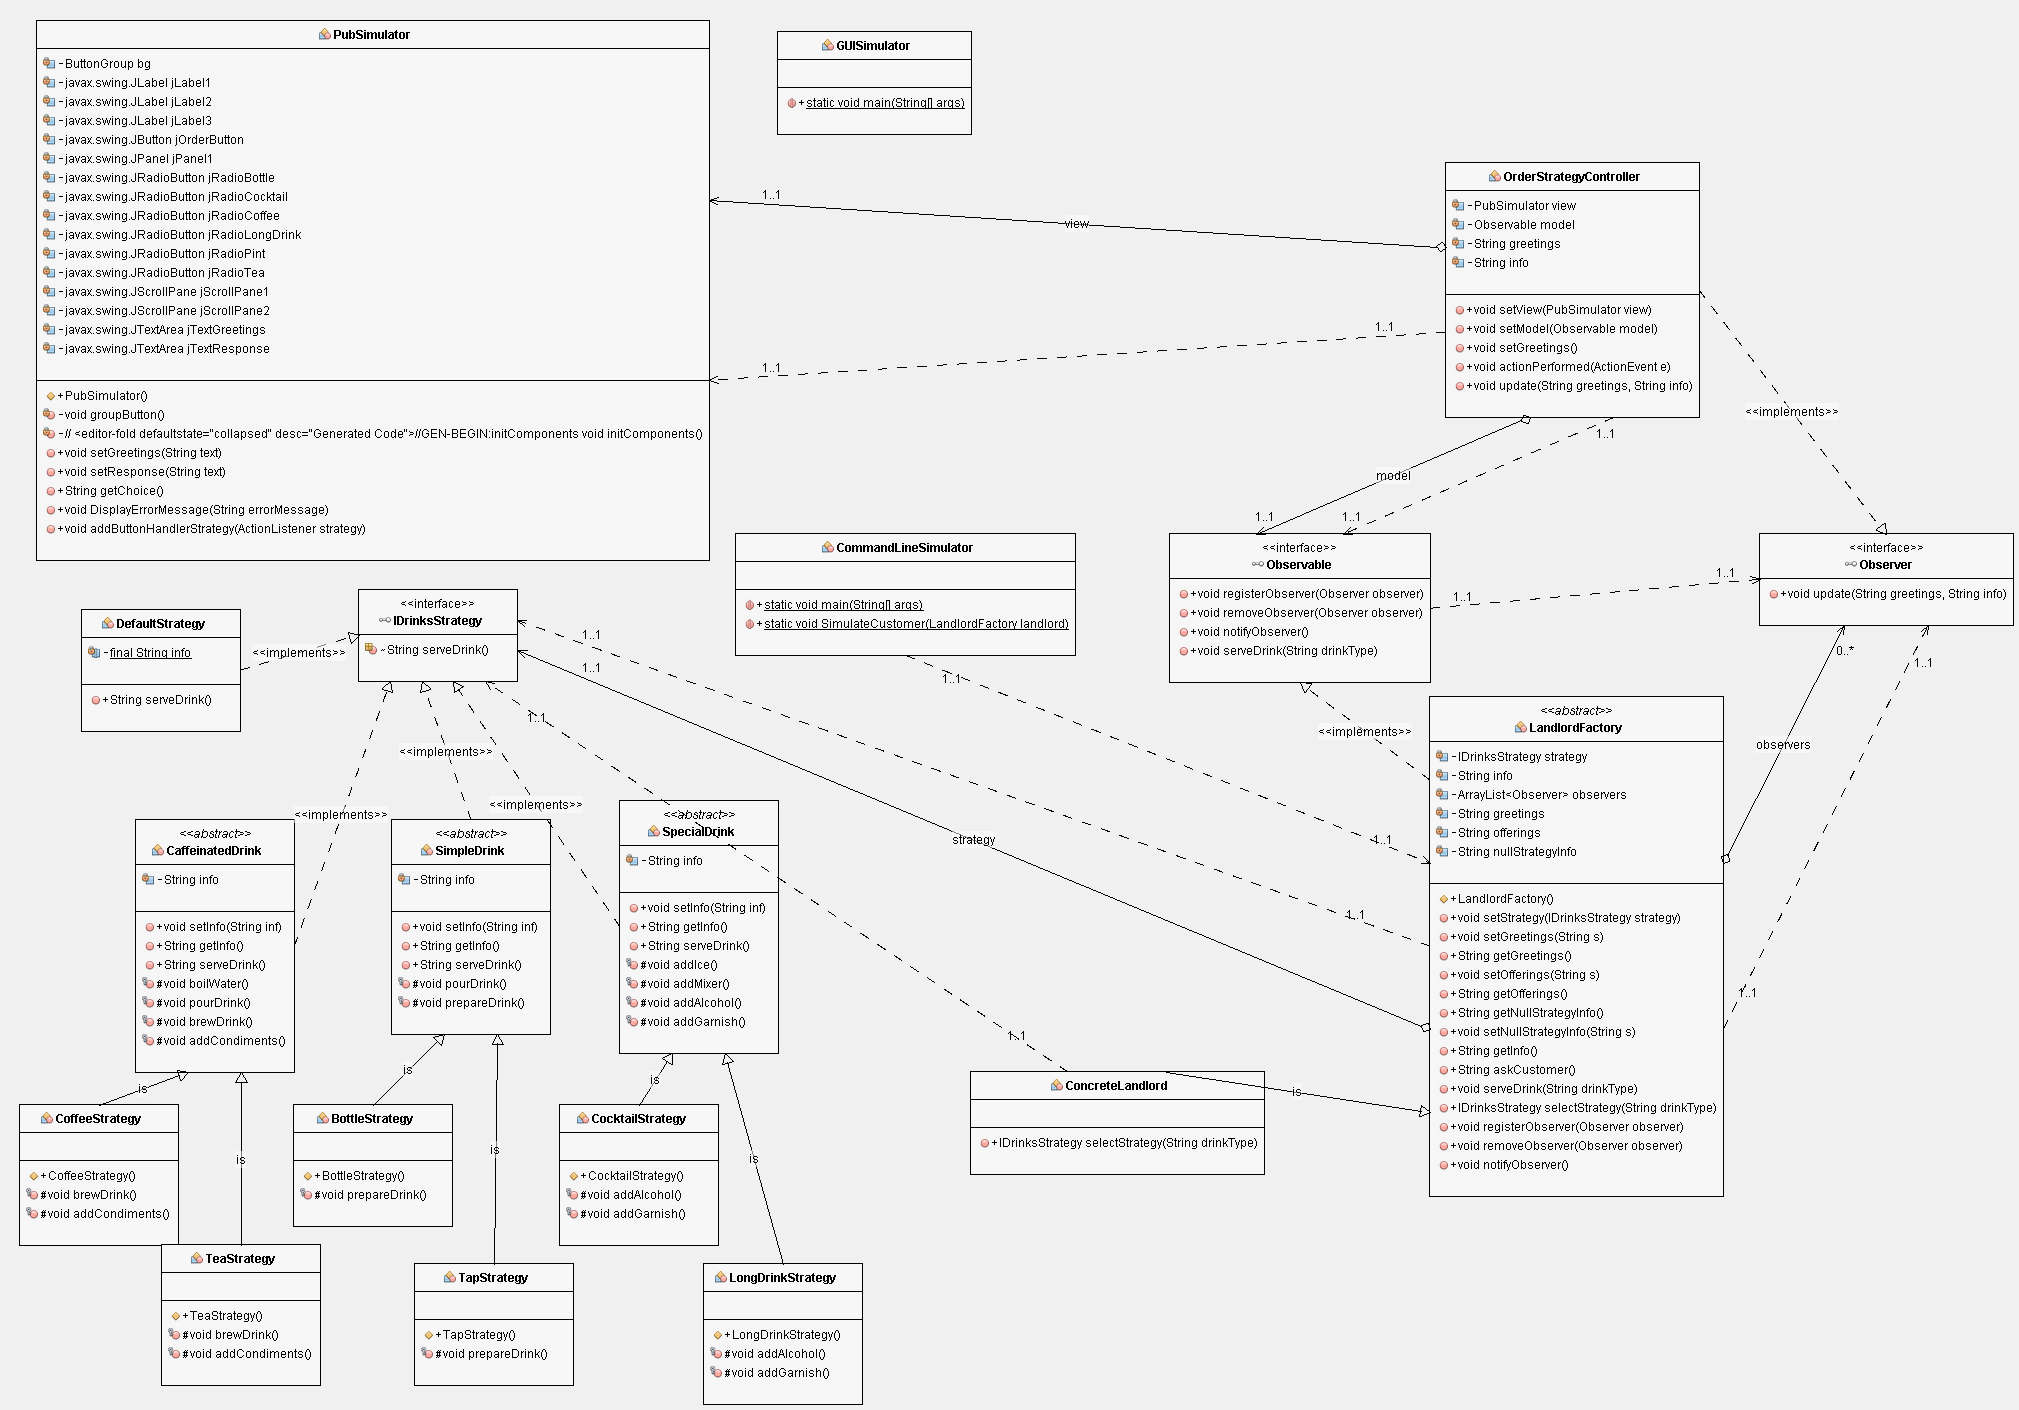 PubSimulator
-ButtonGroup bg
-javax.swing.JLabel jLabel1
-javax.swing.JLabel jLabel2
-javax.swing.JLabel jLabel3
-javax.swing.JButton jOrderButton
-javax.swing.JPanel jPanel1
-javax.swing.JRadioButton jRadioBottle
-javax.swing.JRadioButton jRadioCocktail
-javax.swing.JRadioButton jRadioCoffee
-javax.swing.JRadioButton jRadioLongDrink
-javax.swing.JRadioButton jRadioPint
-javax.swing.JRadioButton jRadioTea
-javax.swing.JScrollPane jScrollPane1
-javax.swing.JScrollPane jScrollPane2
-javax.swing.JTextArea jTextGreetings
-javax.swing.JTextArea jTextResponse
+PubSimulator()
-void groupButton()
-// <editor-fold defaultstate="collapsed" desc="Generated Code">//GEN-BEGIN:initComponents void initComponents()
+void setGreetings(String text)
+void setResponse(String text)
+String getChoice()
+void DisplayErrorMessage(String errorMessage)
+void addButtonHandlerStrategy(ActionListener strategy)
GUISimulator
+static void main(String[] args)
OrderStrategyController
-PubSimulator view
-Observable model
-String greetings
-String info
+void setView(PubSimulator view)
+void setModel(Observable model)
+void setGreetings()
+void actionPerformed(ActionEvent e)
+void update(String greetings, String info)
1..1
view
1..1
1..1
<<implements>>
1..1
model
1..1
1..1
CommandLineSimulator
+static void main(String[] args)
+static void SimulateCustomer(LandlordFactory landlord)
<<interface>>
Observable
+void registerObserver(Observer observer)
+void removeObserver(Observer observer)
+void notifyObserver()
+void serveDrink(String drinkType)
1..1
1..1
<<interface>>
Observer
+void update(String greetings, String info)
DefaultStrategy
-final String info
+String serveDrink()
<<implements>>
<<interface>>
IDrinksStrategy
~String serveDrink()
1..1
1..1
1..1
1..1
0..*
1..1
<<implements>>
observers
<<implements>>
<<implements>>
<<implements>>
strategy
1..1
1..1
1..1
1..1
<<abstract>>
LandlordFactory
-IDrinksStrategy strategy
-String info
-ArrayList<Observer> observers
-String greetings
-String offerings
-String nullStrategyInfo
+LandlordFactory()
+void setStrategy(IDrinksStrategy strategy)
+void setGreetings(String s)
+String getGreetings()
+void setOfferings(String s)
+String getOfferings()
+String getNullStrategyInfo()
+void setNullStrategyInfo(String s)
+String getInfo()
+String askCustomer()
+void serveDrink(String drinkType)
+IDrinksStrategy selectStrategy(String drinkType)
+void registerObserver(Observer observer)
+void removeObserver(Observer observer)
+void notifyObserver()
<<abstract>>
CaffeinatedDrink
-String info
+void setInfo(String inf)
+String getInfo()
+String serveDrink()
#void boilWater()
#void pourDrink()
#void brewDrink()
#void addCondiments()
<<abstract>>
SimpleDrink
-String info
+void setInfo(String inf)
+String getInfo()
+String serveDrink()
#void pourDrink()
#void prepareDrink()
<<abstract>>
SpecialDrink
-String info
+void setInfo(String inf)
+String getInfo()
+String serveDrink()
#void addIce()
#void addMixer()
#void addAlcohol()
#void addGarnish()
is
is
is
is
is
is
is
ConcreteLandlord
+IDrinksStrategy selectStrategy(String drinkType)
CoffeeStrategy
+CoffeeStrategy()
#void brewDrink()
#void addCondiments()
BottleStrategy
+BottleStrategy()
#void prepareDrink()
CocktailStrategy
+CocktailStrategy()
#void addAlcohol()
#void addGarnish()
TeaStrategy
+TeaStrategy()
#void brewDrink()
#void addCondiments()
TapStrategy
+TapStrategy()
#void prepareDrink()
LongDrinkStrategy
+LongDrinkStrategy()
#void addAlcohol()
#void addGarnish()